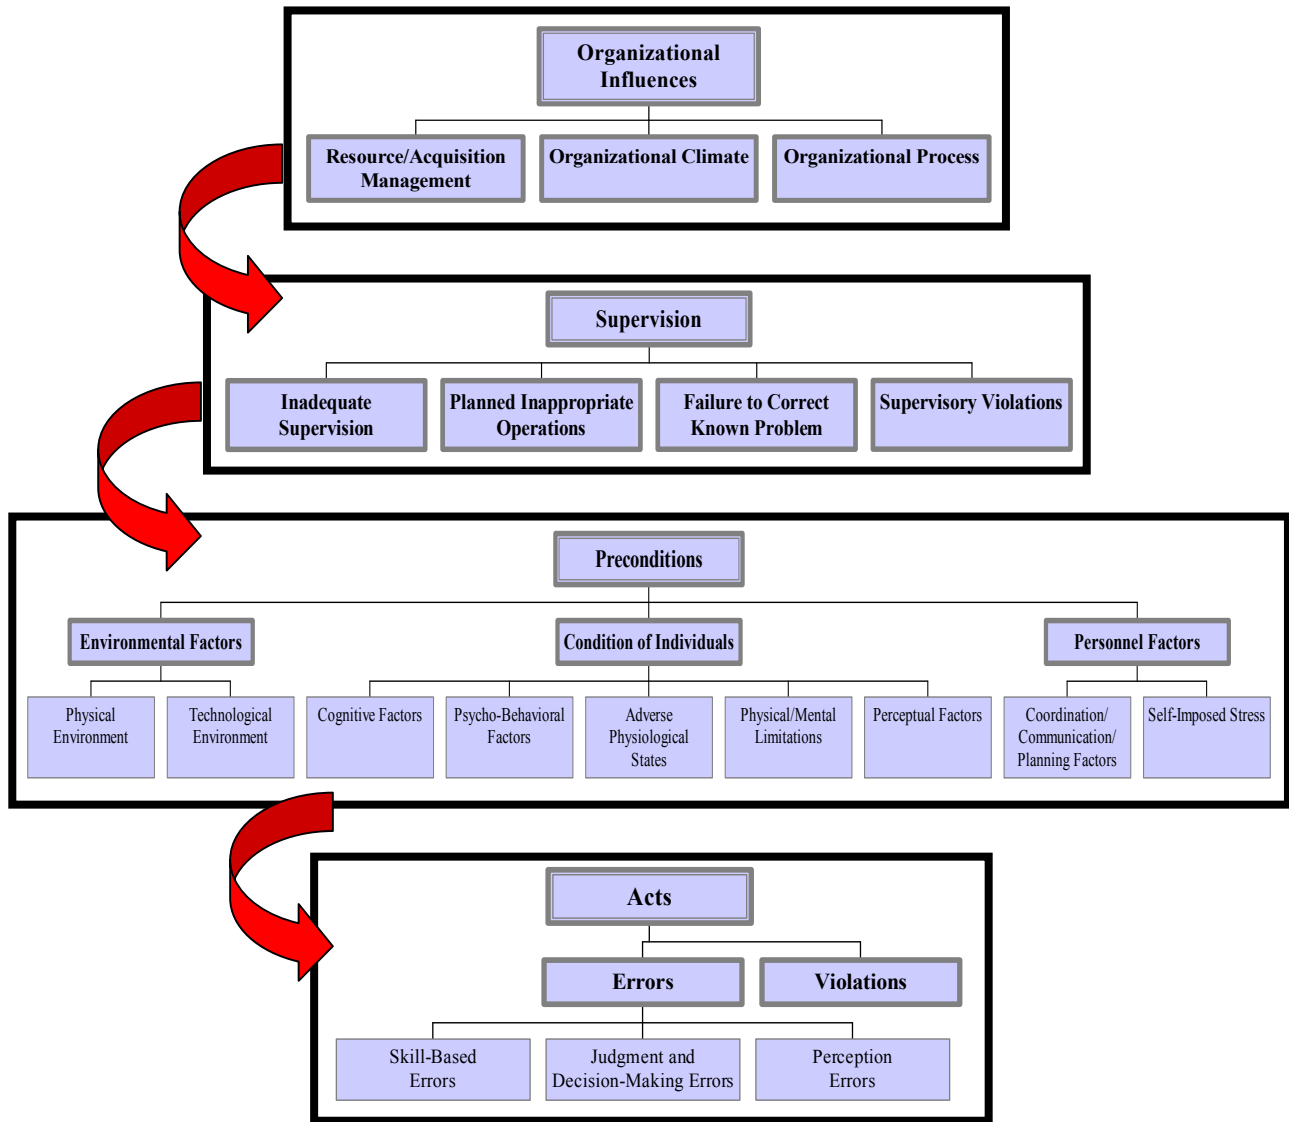 Organizational
Influences
Resource/Acquisition
Management
Organizational Climate
Organizational Process
Supervision
Inadequate
Supervision
Planned Inappropriate
Operations
Failure to Correct
Known Problem
Supervisory Violations
Preconditions
Environmental Factors
Condition of Individuals
Personnel Factors
Physical
Environment
Technological
Environment
Cognitive Factors
Psycho-Behavioral
Factors
Adverse
Physiological
States
Physical/Mental
Limitations
Perceptual Factors
Coordination/
Communication/
Planning Factors
Self-Imposed Stress
Acts
Errors
Violations
Skill-Based
Errors
Judgment and
Decision-Making Errors
Perception
Errors